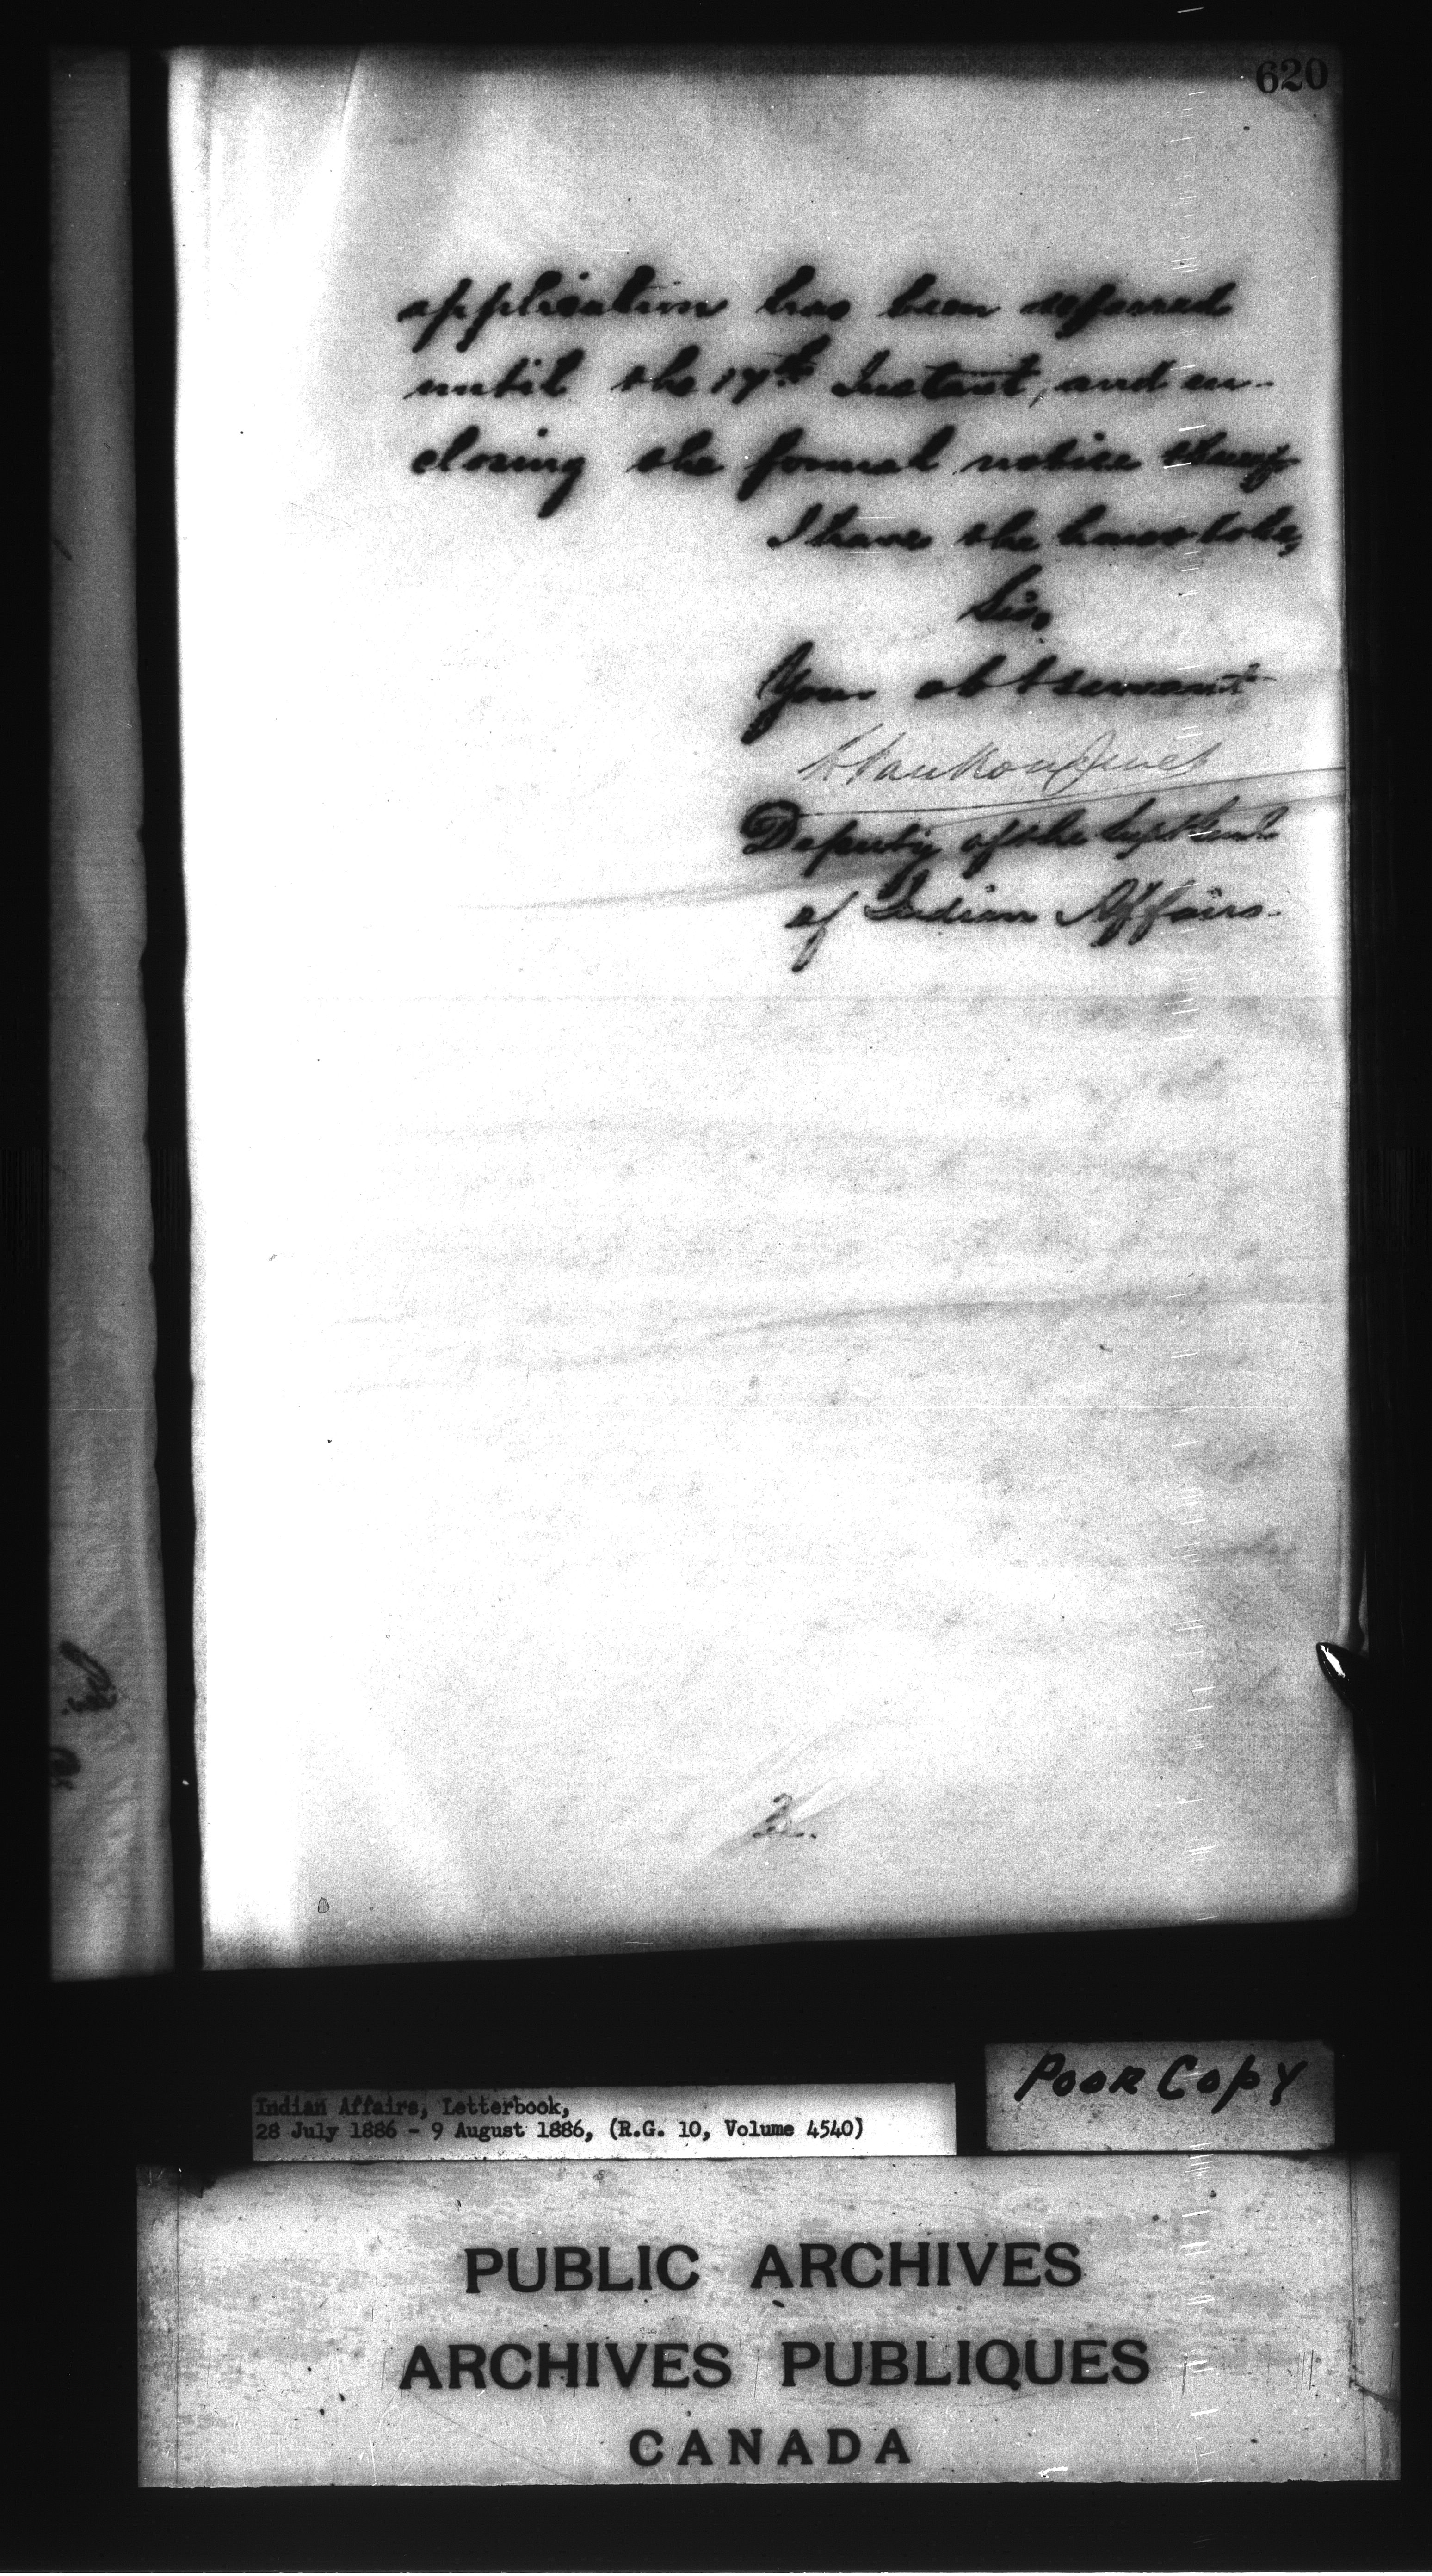 620
application has been deferred
until the 17th Instant, and en-
closing the formal notice thereof
I have the honor to be,
Sir,
Your obt servant
L. VanKoughnet
Deputy of the Supt Genl
of Indian Affairs.
Poor Copy
Indian Affairs, Letterbook,
28 July 1886 - 9 August 1886, (R.G. 10, Volume 4540)
PUBLIC ARCHIVES
ARCHIVES PUBLIQUES
CANADA